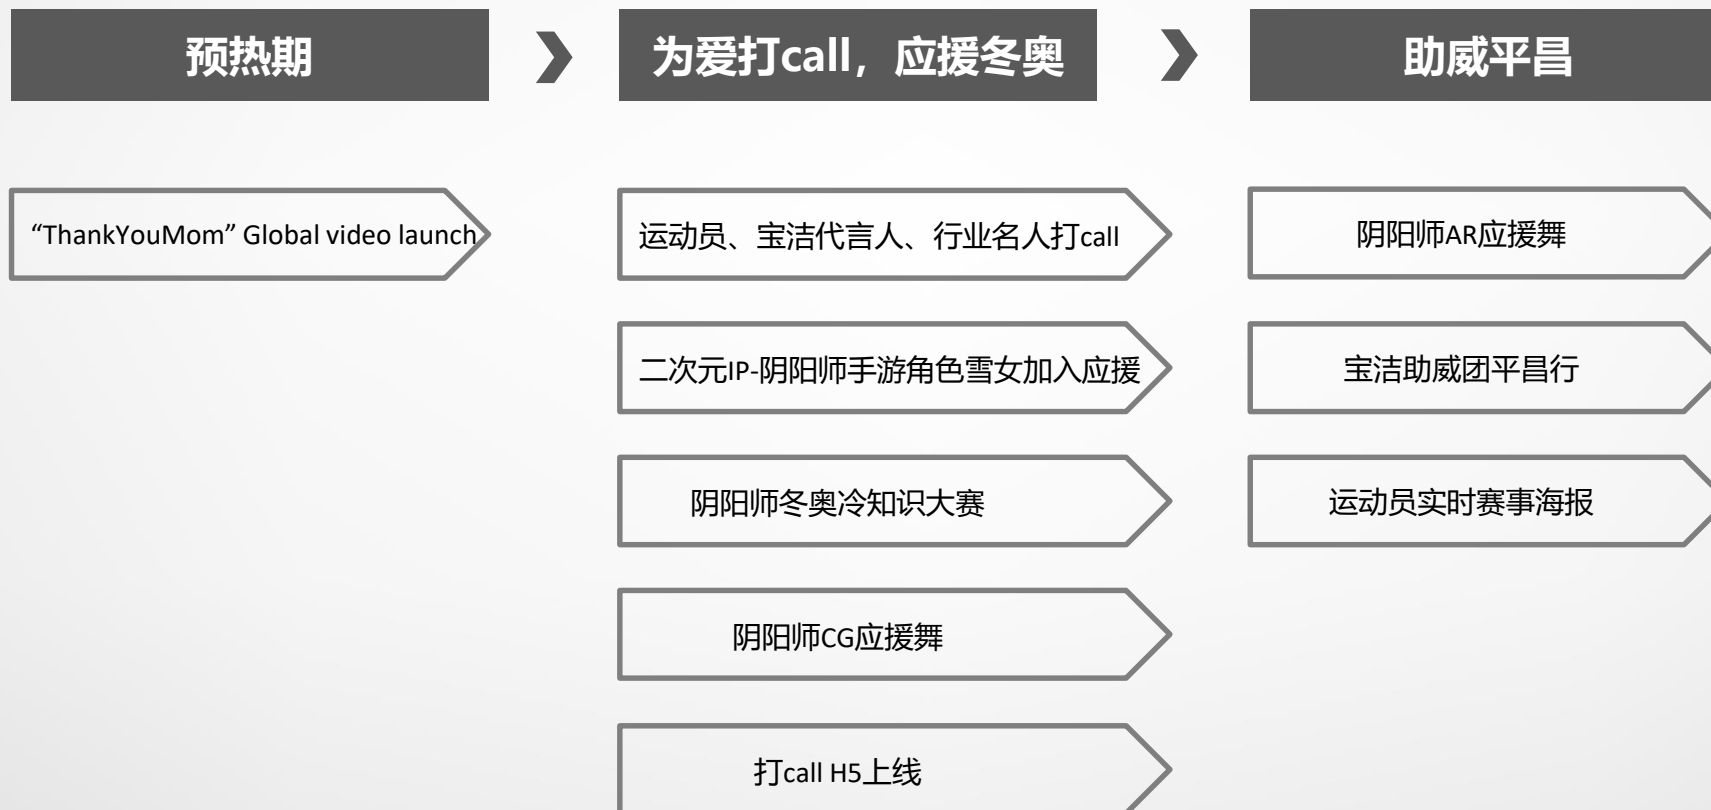 预热期
为爱打call，应援冬奥
助威平昌
“ThankYouMom” Global video launch
运动员、宝洁代言人、行业名人打call
二次元IP-阴阳师手游角色雪女加入应援
阴阳师冬奥冷知识大赛
阴阳师CG应援舞
打call H5上线
阴阳师AR应援舞
宝洁助威团平昌行
运动员实时赛事海报